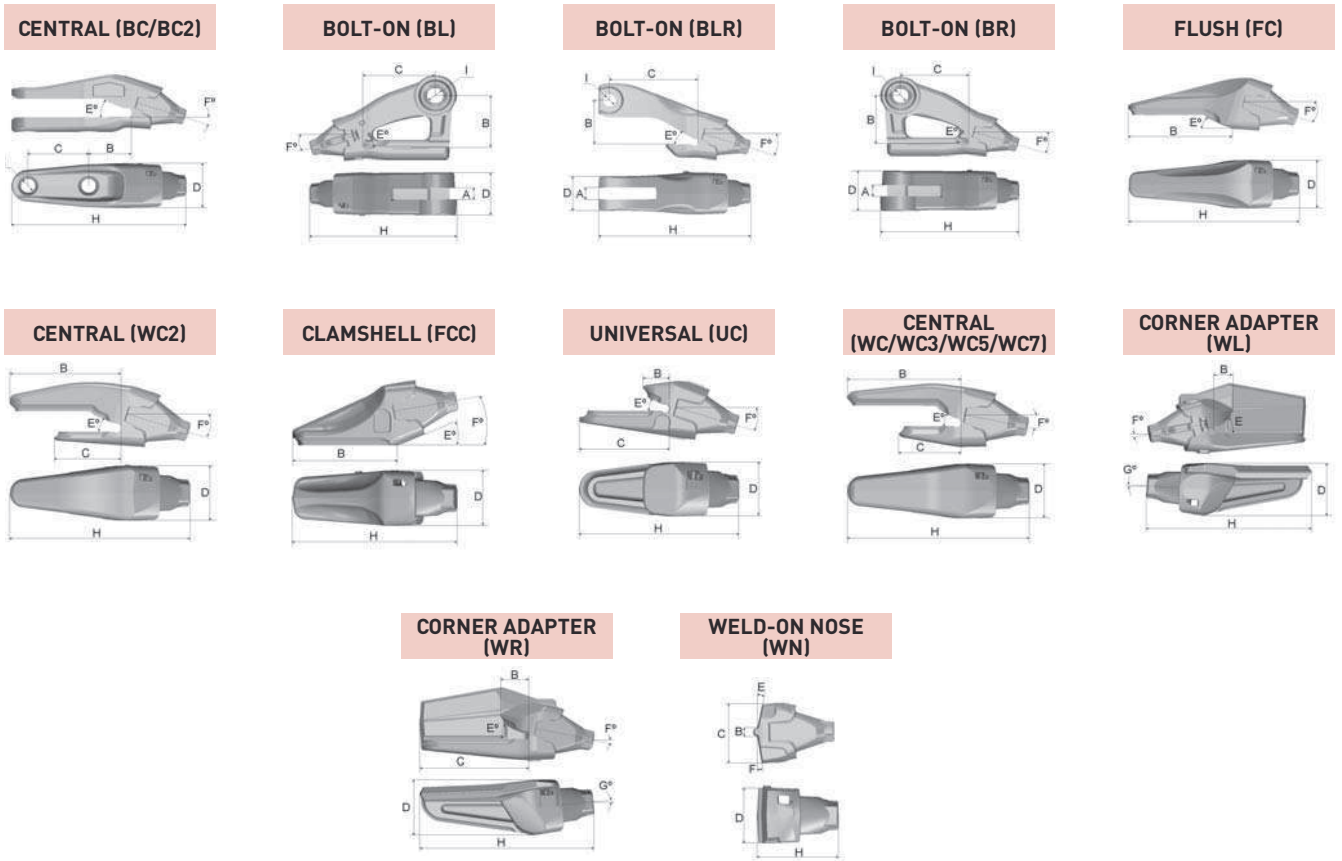 CENTRAL (BC/BC2)
BOLT-ON (BL)
BOLT-ON (BLR)
BOLT-ON (BR)
FLUSH (FC)
E° F° C B D H
C I E° F° B A D H
I C B E° F° D A H
I C B E° F° D A H
E° F° B D H
CENTRAL (WC2)
CLAMSHELL (FCC)
UNIVERSAL (UC)
CENTRAL
(WC/WC3/WC5/WC7)
CORNER ADAPTER
(WL)
B E° F° C D H
F° E° B D H
B E° F° C D H
B E° F° C D H
B F° E G° D H
CORNER ADAPTER
(WR)
WELD-ON NOSE
(WN)
B E° F° C G° D H
E C B F D H